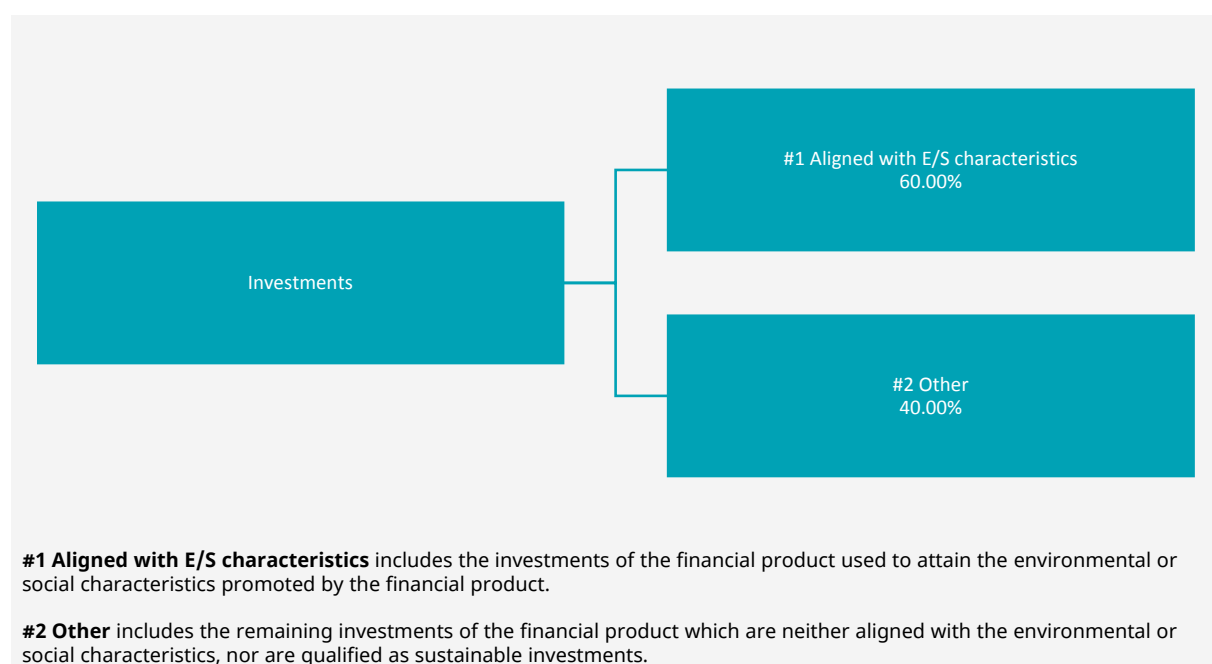 #1 Aligned with E/S characteristics
60.00%
Investments
#2 Other
40.00%
#1 Aligned with E/S characteristics includes the investments of the financial product used to attain the environmental or
social characteristics promoted by the financial product.
#2 Other includes the remaining investments of the financial product which are neither aligned with the environmental or
social characteristics, nor are qualified as sustainable investments.